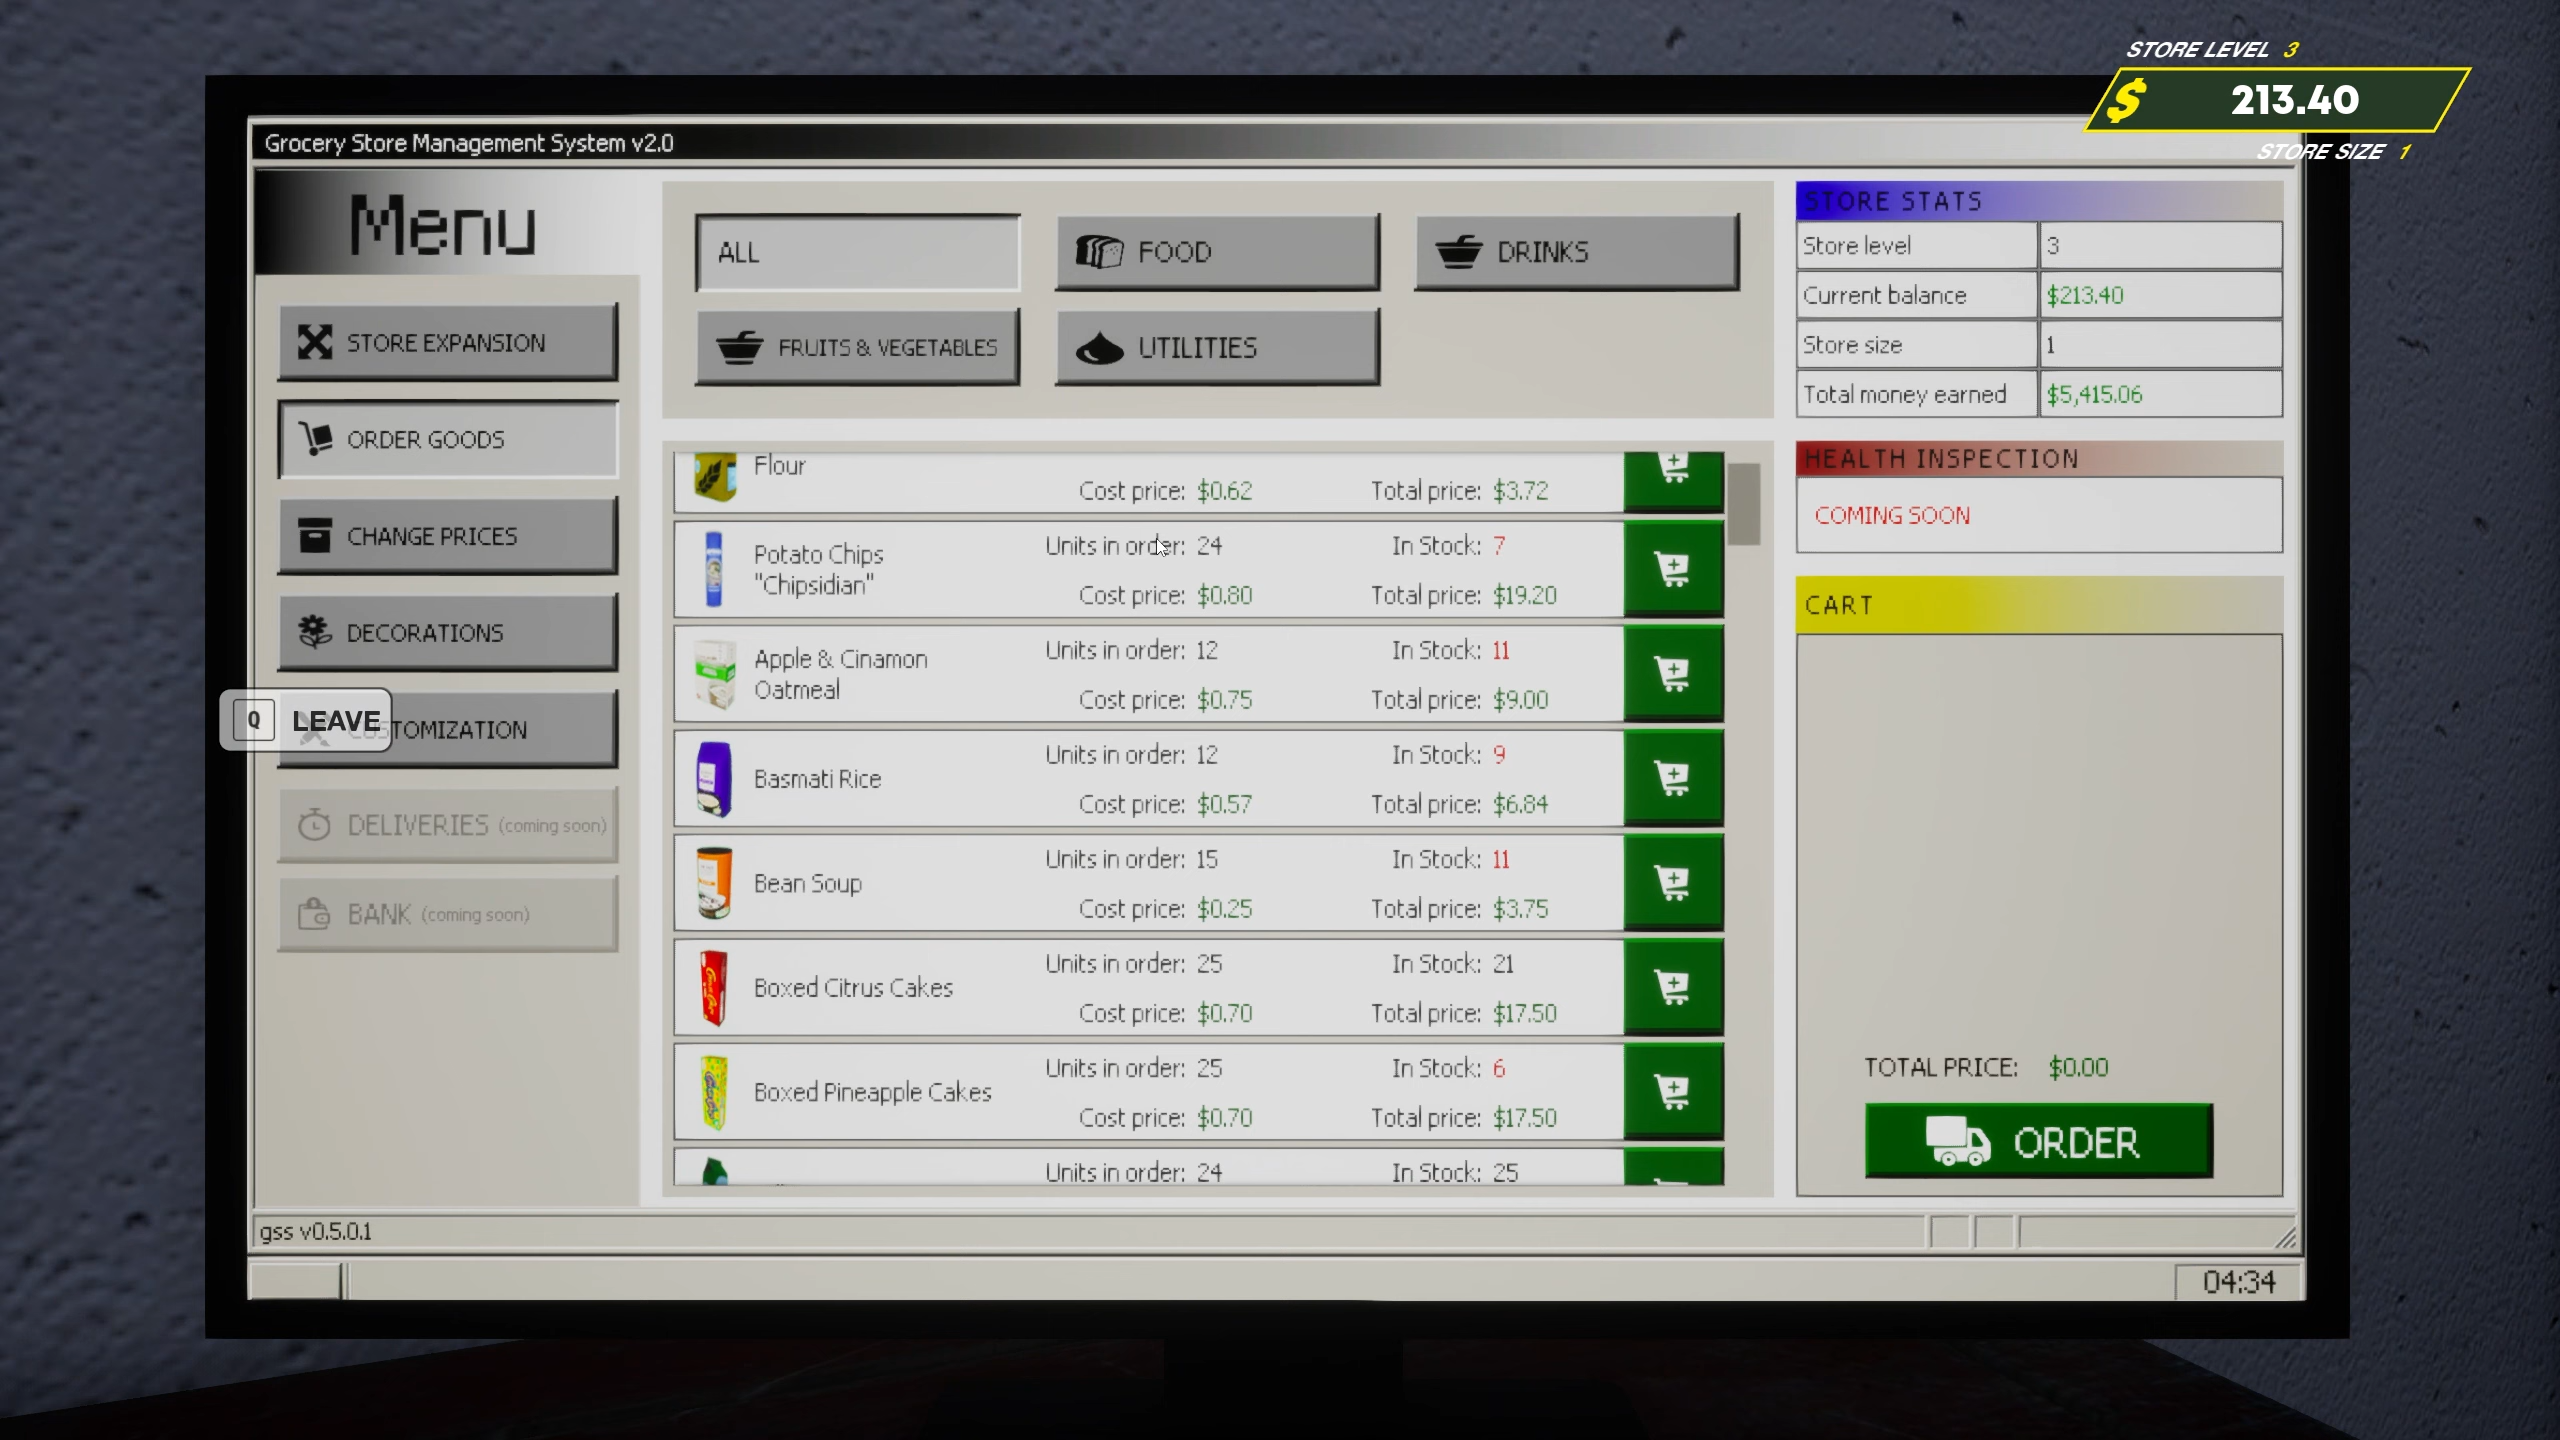 STORE LEVEL 3
$ 213.40
STORE SIZE 1
Grocery Store Management System v2.0
Menu
STORE EXPANSION
ORDER GOODS
CHANGE PRICES
DECORATIONS
Q LEAVE
TOMIZATION
DELIVERIES (coming soon)
BANK (coming soon)
ALL
FOOD
DRINKS
FRUITS & VEGETABLES
UTILITIES
Flour
Cost price: $0.62
Total price: $3.72
Potato Chips
"Chipsidian"
Units in order: 24
In Stock: 7
Cost price: $0.80
Total price: $19.20
Apple & Cinamon
Oatmeal
Units in order: 12
In Stock: 11
Cost price: $0.75
Total price: $9.00
Basmati Rice
Units in order: 12
In Stock: 9
Cost price: $0.57
Total price: $6.84
Bean Soup
Units in order: 15
In Stock: 11
Cost price: $0.25
Total price: $3.75
Boxed Citrus Cakes
Units in order: 25
In Stock: 21
Cost price: $0.70
Total price: $17.50
Boxed Pineapple Cakes
Units in order: 25
In Stock: 6
Cost price: $0.70
Total price: $17.50
Units in order: 24
In Stock: 25
STORE STATS
Store level 3
Current balance $213.40
Store size 1
Total money earned $5,415.06
HEALTH INSPECTION
COMING SOON
CART
TOTAL PRICE: $0.00
ORDER
gss v0.5.0.1
04:34